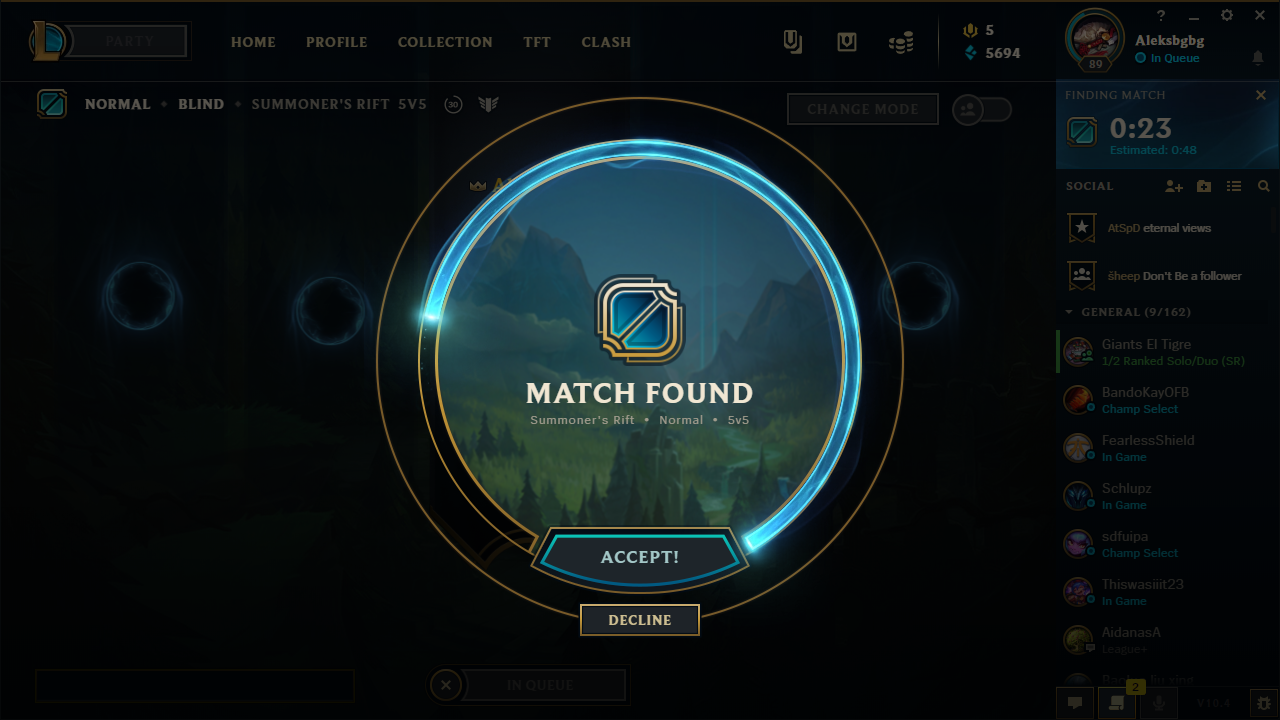 PARTY
HOME PROFILE COLLECTION TFT CLASH
5
5694
?
89
Aleksbgbg
In Queue
NORMAL • BLIND • SUMMONER'S RIFT 5V5 30
CHANGE MODE
FINDING MATCH
0:23
Estimated: 0:48
SOCIAL
AtSpD eternal views
šheep Don't Be a follower
GENERAL (9/162)
Giants El Tigre
1/2 Ranked Solo/Duo (SR)
BandoKayOFB
Champ Select
FearlessShield
In Game
Schlupz
In Game
sdfuipa
Champ Select
Thiswasiiit23
In Game
AidanasA
League+
MATCH FOUND
Summoner's Rift • Normal • 5v5
ACCEPT!
DECLINE
IN QUEUE
2
V10.4